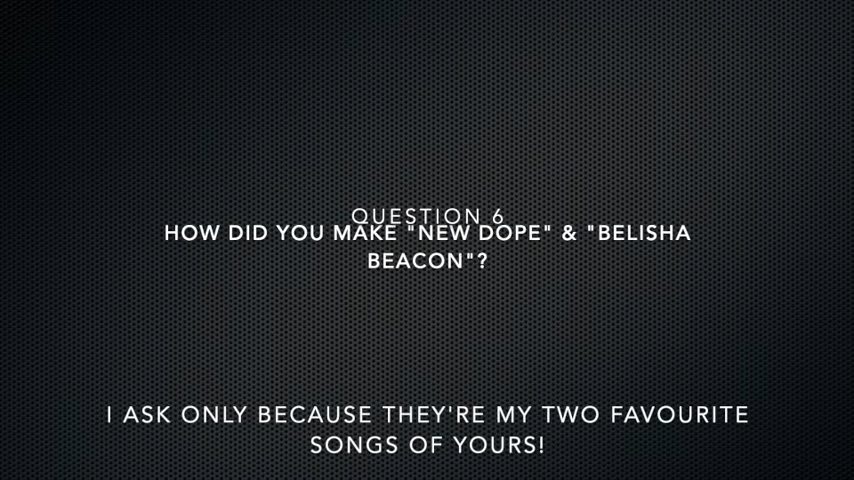 QUESTION 6
HOW DID YOU MAKE "NEW DOPE" & "BELISHA
BEACON"?
I ASK ONLY BECAUSE THEY'RE MY TWO FAVOURITE
SONGS OF YOURS!